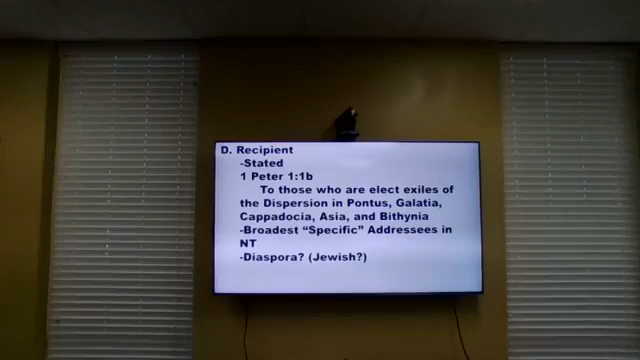 D. Recipient
-Stated
1 Peter 1:1b
To those who are elect exiles of
the Dispersion in Pontus, Galatia,
Cappadocia, Asia, and Bithynia
-Broadest “Specific” Addressees in
NT
-Diaspora? (Jewish?)